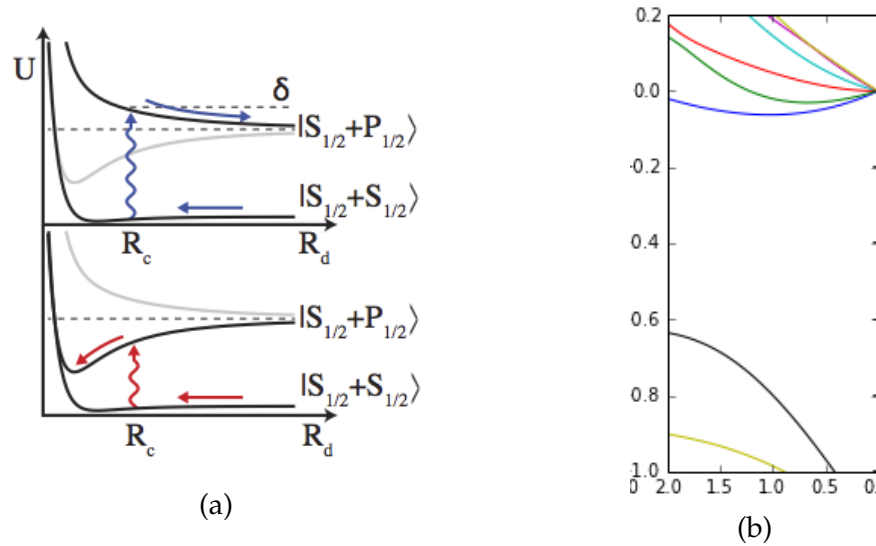 U
δ
|S1/2+P1/2⟩
|S1/2+S1/2⟩
Rc
Rd
|S1/2+P1/2⟩
|S1/2+S1/2⟩
Rc
Rd
(a)
0.2
0.0
-0.2
-0.4
0.6
0.8
1.0
0 2.0 1.5 1.0 0.5 0.
(b)